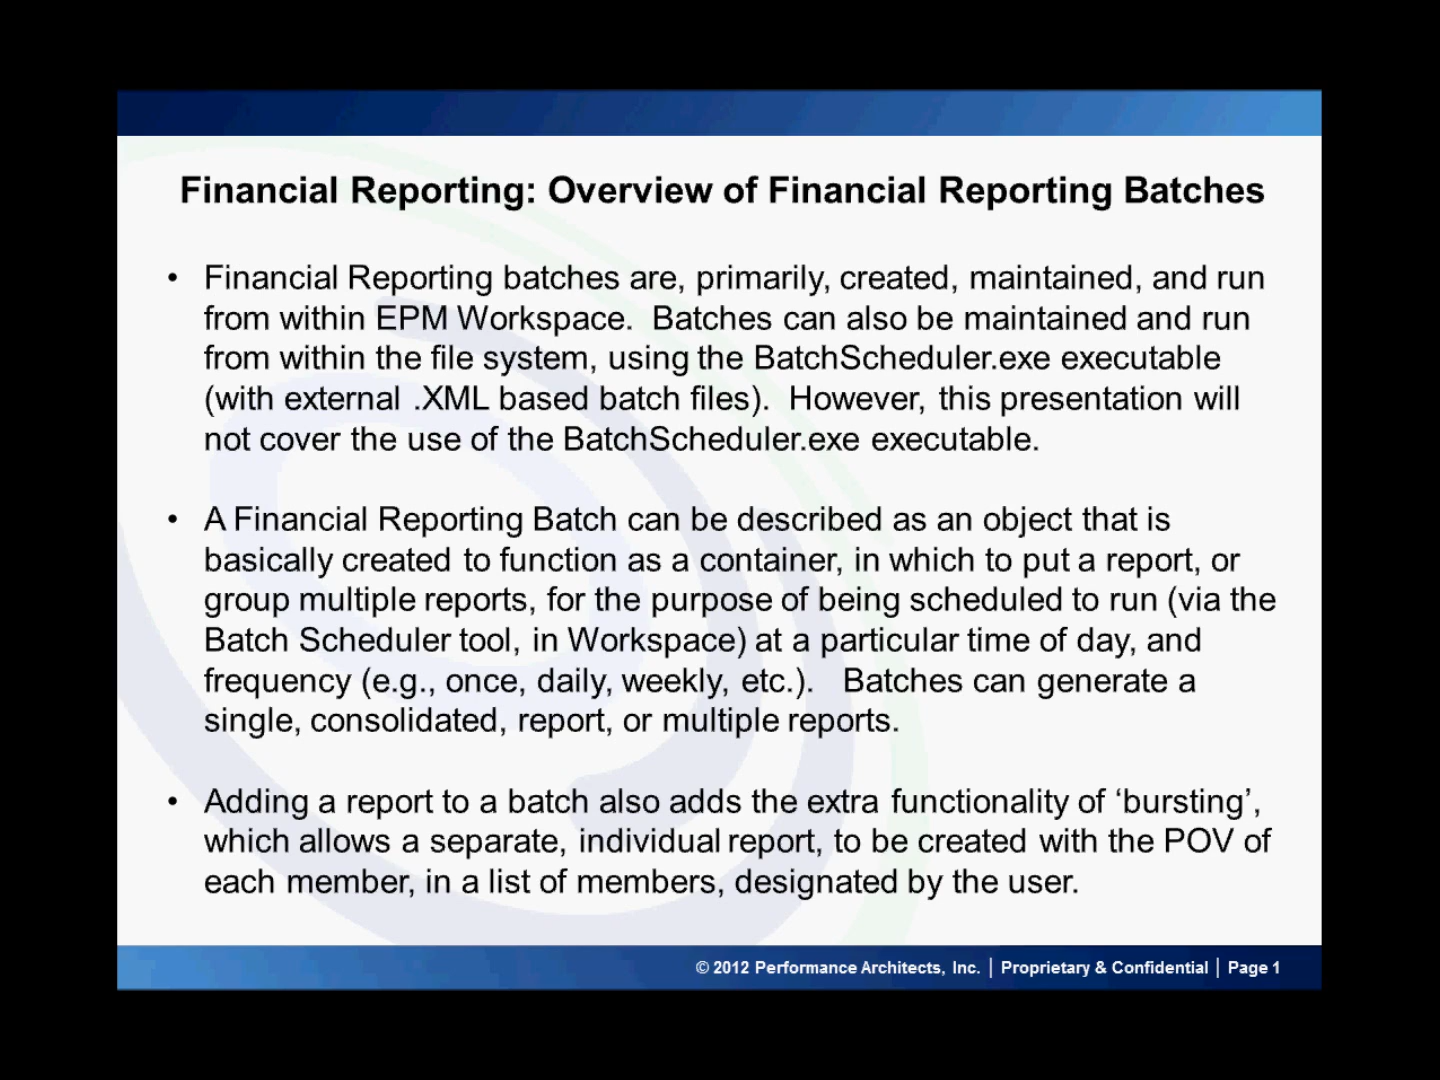 Financial Reporting: Overview of Financial Reporting Batches
• Financial Reporting batches are, primarily, created, maintained, and run
from within EPM Workspace.  Batches can also be maintained and run
from within the file system, using the BatchScheduler.exe executable
(with external .XML based batch files).  However, this presentation will
not cover the use of the BatchScheduler.exe executable.
• A Financial Reporting Batch can be described as an object that is
basically created to function as a container, in which to put a report, or
group multiple reports, for the purpose of being scheduled to run (via the
Batch Scheduler tool, in Workspace) at a particular time of day, and
frequency (e.g., once, daily, weekly, etc.).   Batches can generate a
single, consolidated, report, or multiple reports.
• Adding a report to a batch also adds the extra functionality of ‘bursting’,
which allows a separate, individual report, to be created with the POV of
each member, in a list of members, designated by the user.
© 2012 Performance Architects, Inc. | Proprietary & Confidential | Page 1